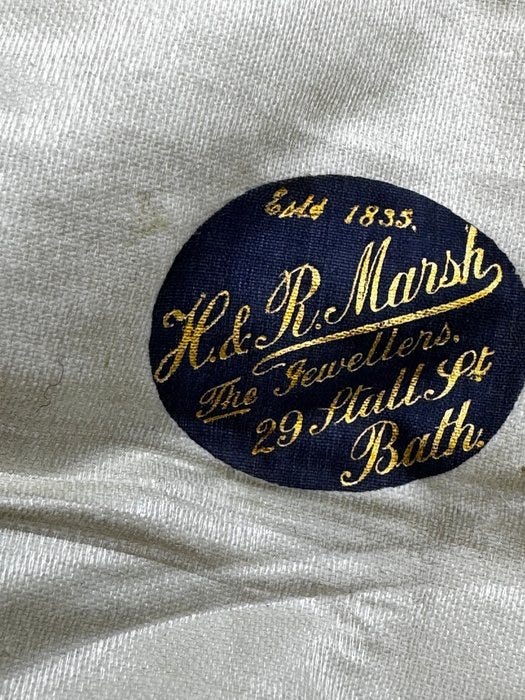 Estd 1835.
H. & R. Marsh
The Jewellers.
29 Stall St
Bath.